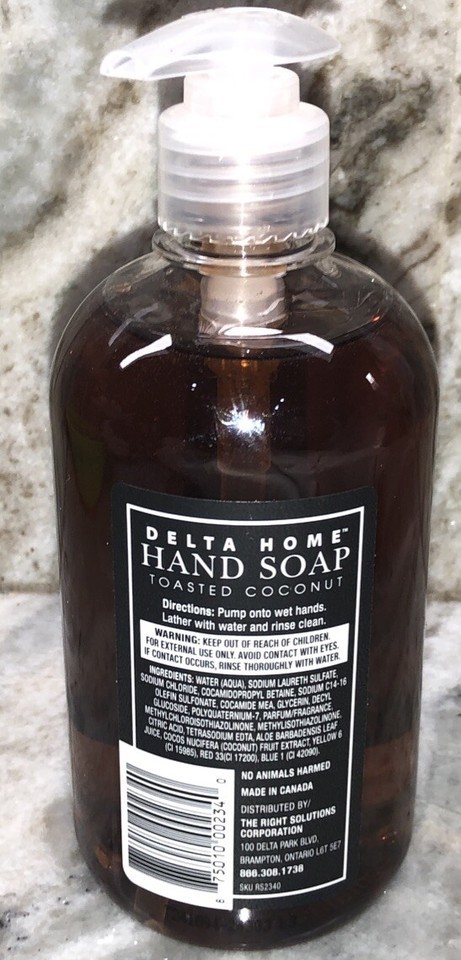 DELTA HOME™
HAND SOAP
TOASTED COCONUT
Directions: Pump onto wet hands.
Lather with water and rinse clean.
WARNING: KEEP OUT OF REACH OF CHILDREN.
FOR EXTERNAL USE ONLY. AVOID CONTACT WITH EYES.
IF CONTACT OCCURS, RINSE THOROUGHLY WITH WATER.
INGREDIENTS: WATER (AQUA), SODIUM LAURETH SULFATE,
SODIUM CHLORIDE, COCAMIDOPROPYL BETAINE, SODIUM C14-16
OLEFIN SULFONATE, COCAMIDE MEA, GLYCERIN, DECYL
GLUCOSIDE, POLYQUATERNIUM-7, PARFUM/FRAGRANCE,
METHYLCHLOROISOTHIAZOLINONE, METHYLISOTHIAZOLINONE,
CITRIC ACID, TETRASODIUM EDTA, ALOE BARBADENSIS LEAF
JUICE, COCOS NUCIFERA (COCONUT) FRUIT EXTRACT, YELLOW 6
(CI 15985), RED 33(CI 17200), BLUE 1 (CI 42090).
6 75010 00234 0
NO ANIMALS HARMED
MADE IN CANADA
DISTRIBUTED BY/
THE RIGHT SOLUTIONS
CORPORATION
100 DELTA PARK BLVD,
BRAMPTON, ONTARIO L6T 5E7
866.308.1738
SKU RS2340